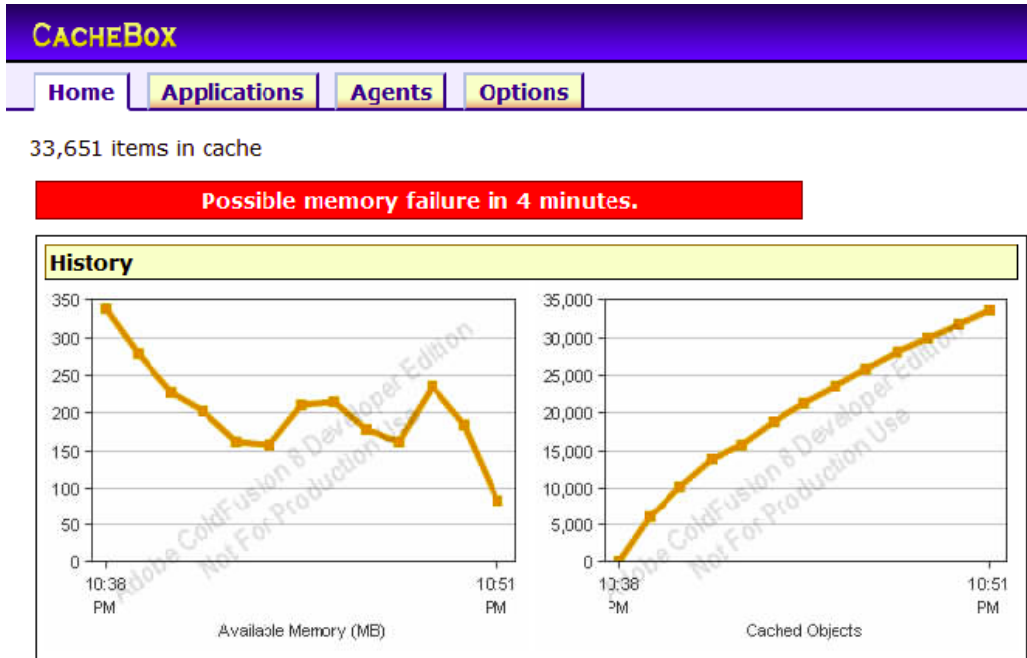 CACHEBOX
Home Applications Agents Options
33,651 items in cache
Possible memory failure in 4 minutes.
History
350
300
250
200
150
100
50
0
10:38 PM
10:51 PM
Available Memory (MB)
Adobe ColdFusion 8 Developer Edition
Not For Production Use
35,000
30,000
25,000
20,000
15,000
10,000
5,000
0
10:38 PM
10:51 PM
Cached Objects
Adobe ColdFusion 8 Developer Edition
Not For Production Use